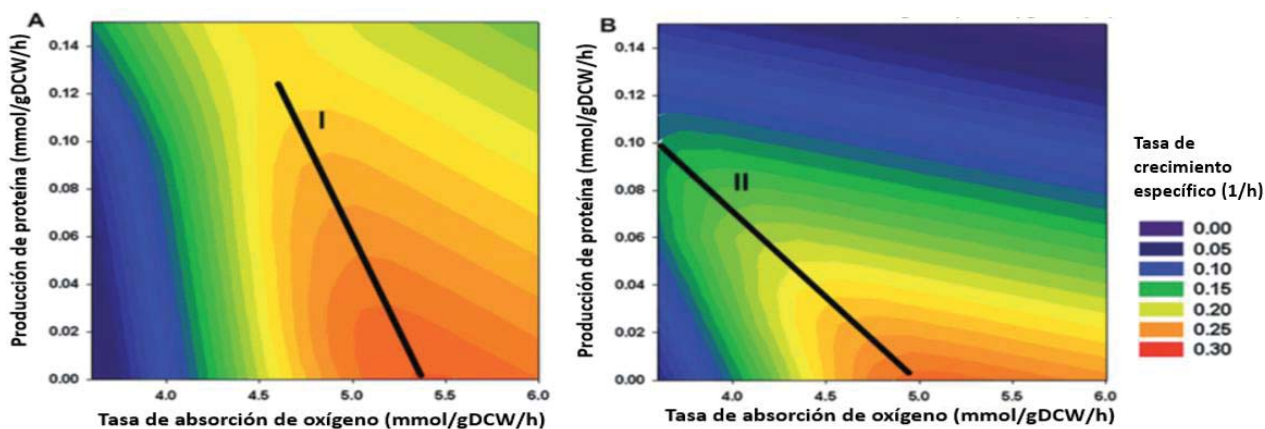 A
Producción de proteína (mmol/gDCW/h)
0.14
0.12
0.10
0.08
0.06
0.04
0.02
0.00
I
4.0 4.5 5.0 5.5 6.0
Tasa de absorción de oxígeno (mmol/gDCW/h)
B
Producción de proteína (mmol/gDCW/h)
0.14
0.12
0.10
0.08
0.06
0.04
0.02
0.00
II
4.0 4.5 5.0 5.5 6.0
Tasa de absorción de oxígeno (mmol/gDCW/h)
Tasa de
crecimiento
específico (1/h)
0.00
0.05
0.10
0.15
0.20
0.25
0.30